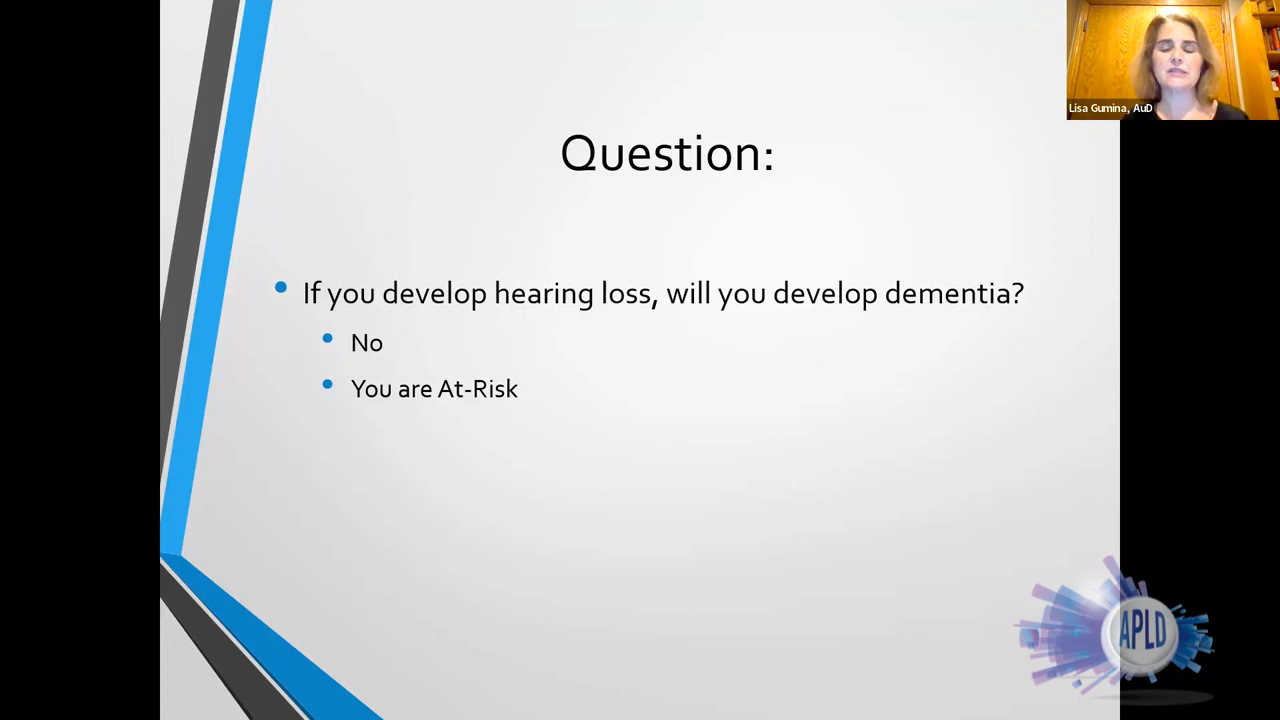 Lisa Gumina, AuD
Question:
If you develop hearing loss, will you develop dementia?
No
You are At-Risk
APLD